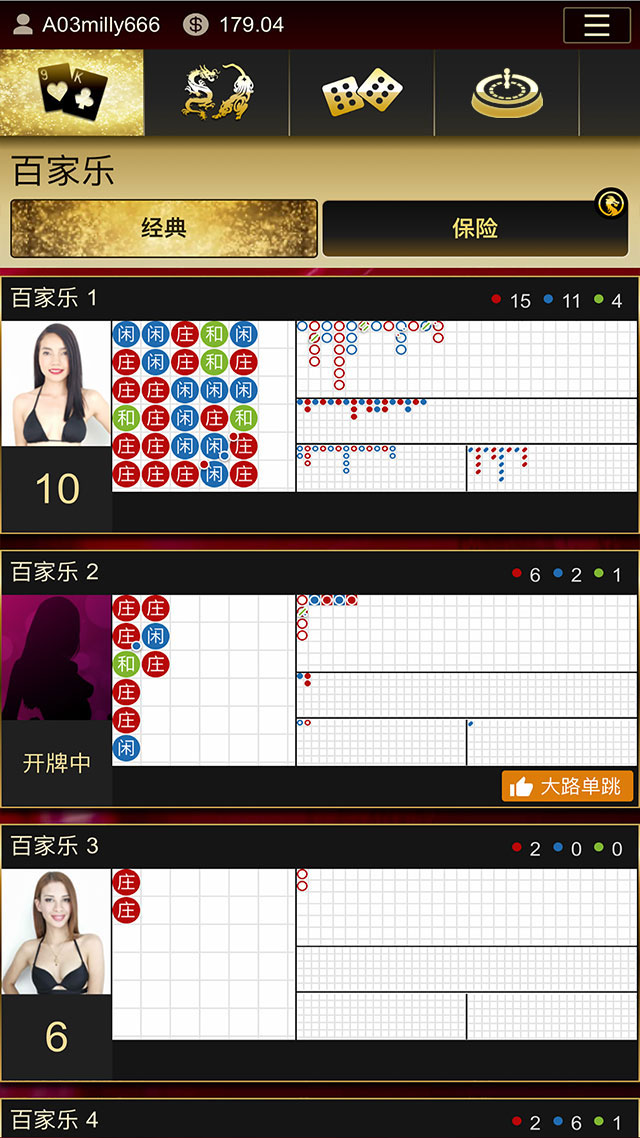 A03milly666 $ 179.04
9 K
百家乐
经典 保险
百家乐 1 15 11 4
闲 闲 庄 和 闲
庄 闲 庄 和 庄
庄 庄 闲 闲 闲
和 庄 闲 庄 和
庄 庄 闲 闲 庄
庄 庄 庄 闲 庄
10
百家乐 2 6 2 1
庄 庄
庄 闲
和 庄
庄
庄
闲
开牌中
大路单跳
百家乐 3 2 0 0
庄
庄
6
百家乐 4 2 6 1